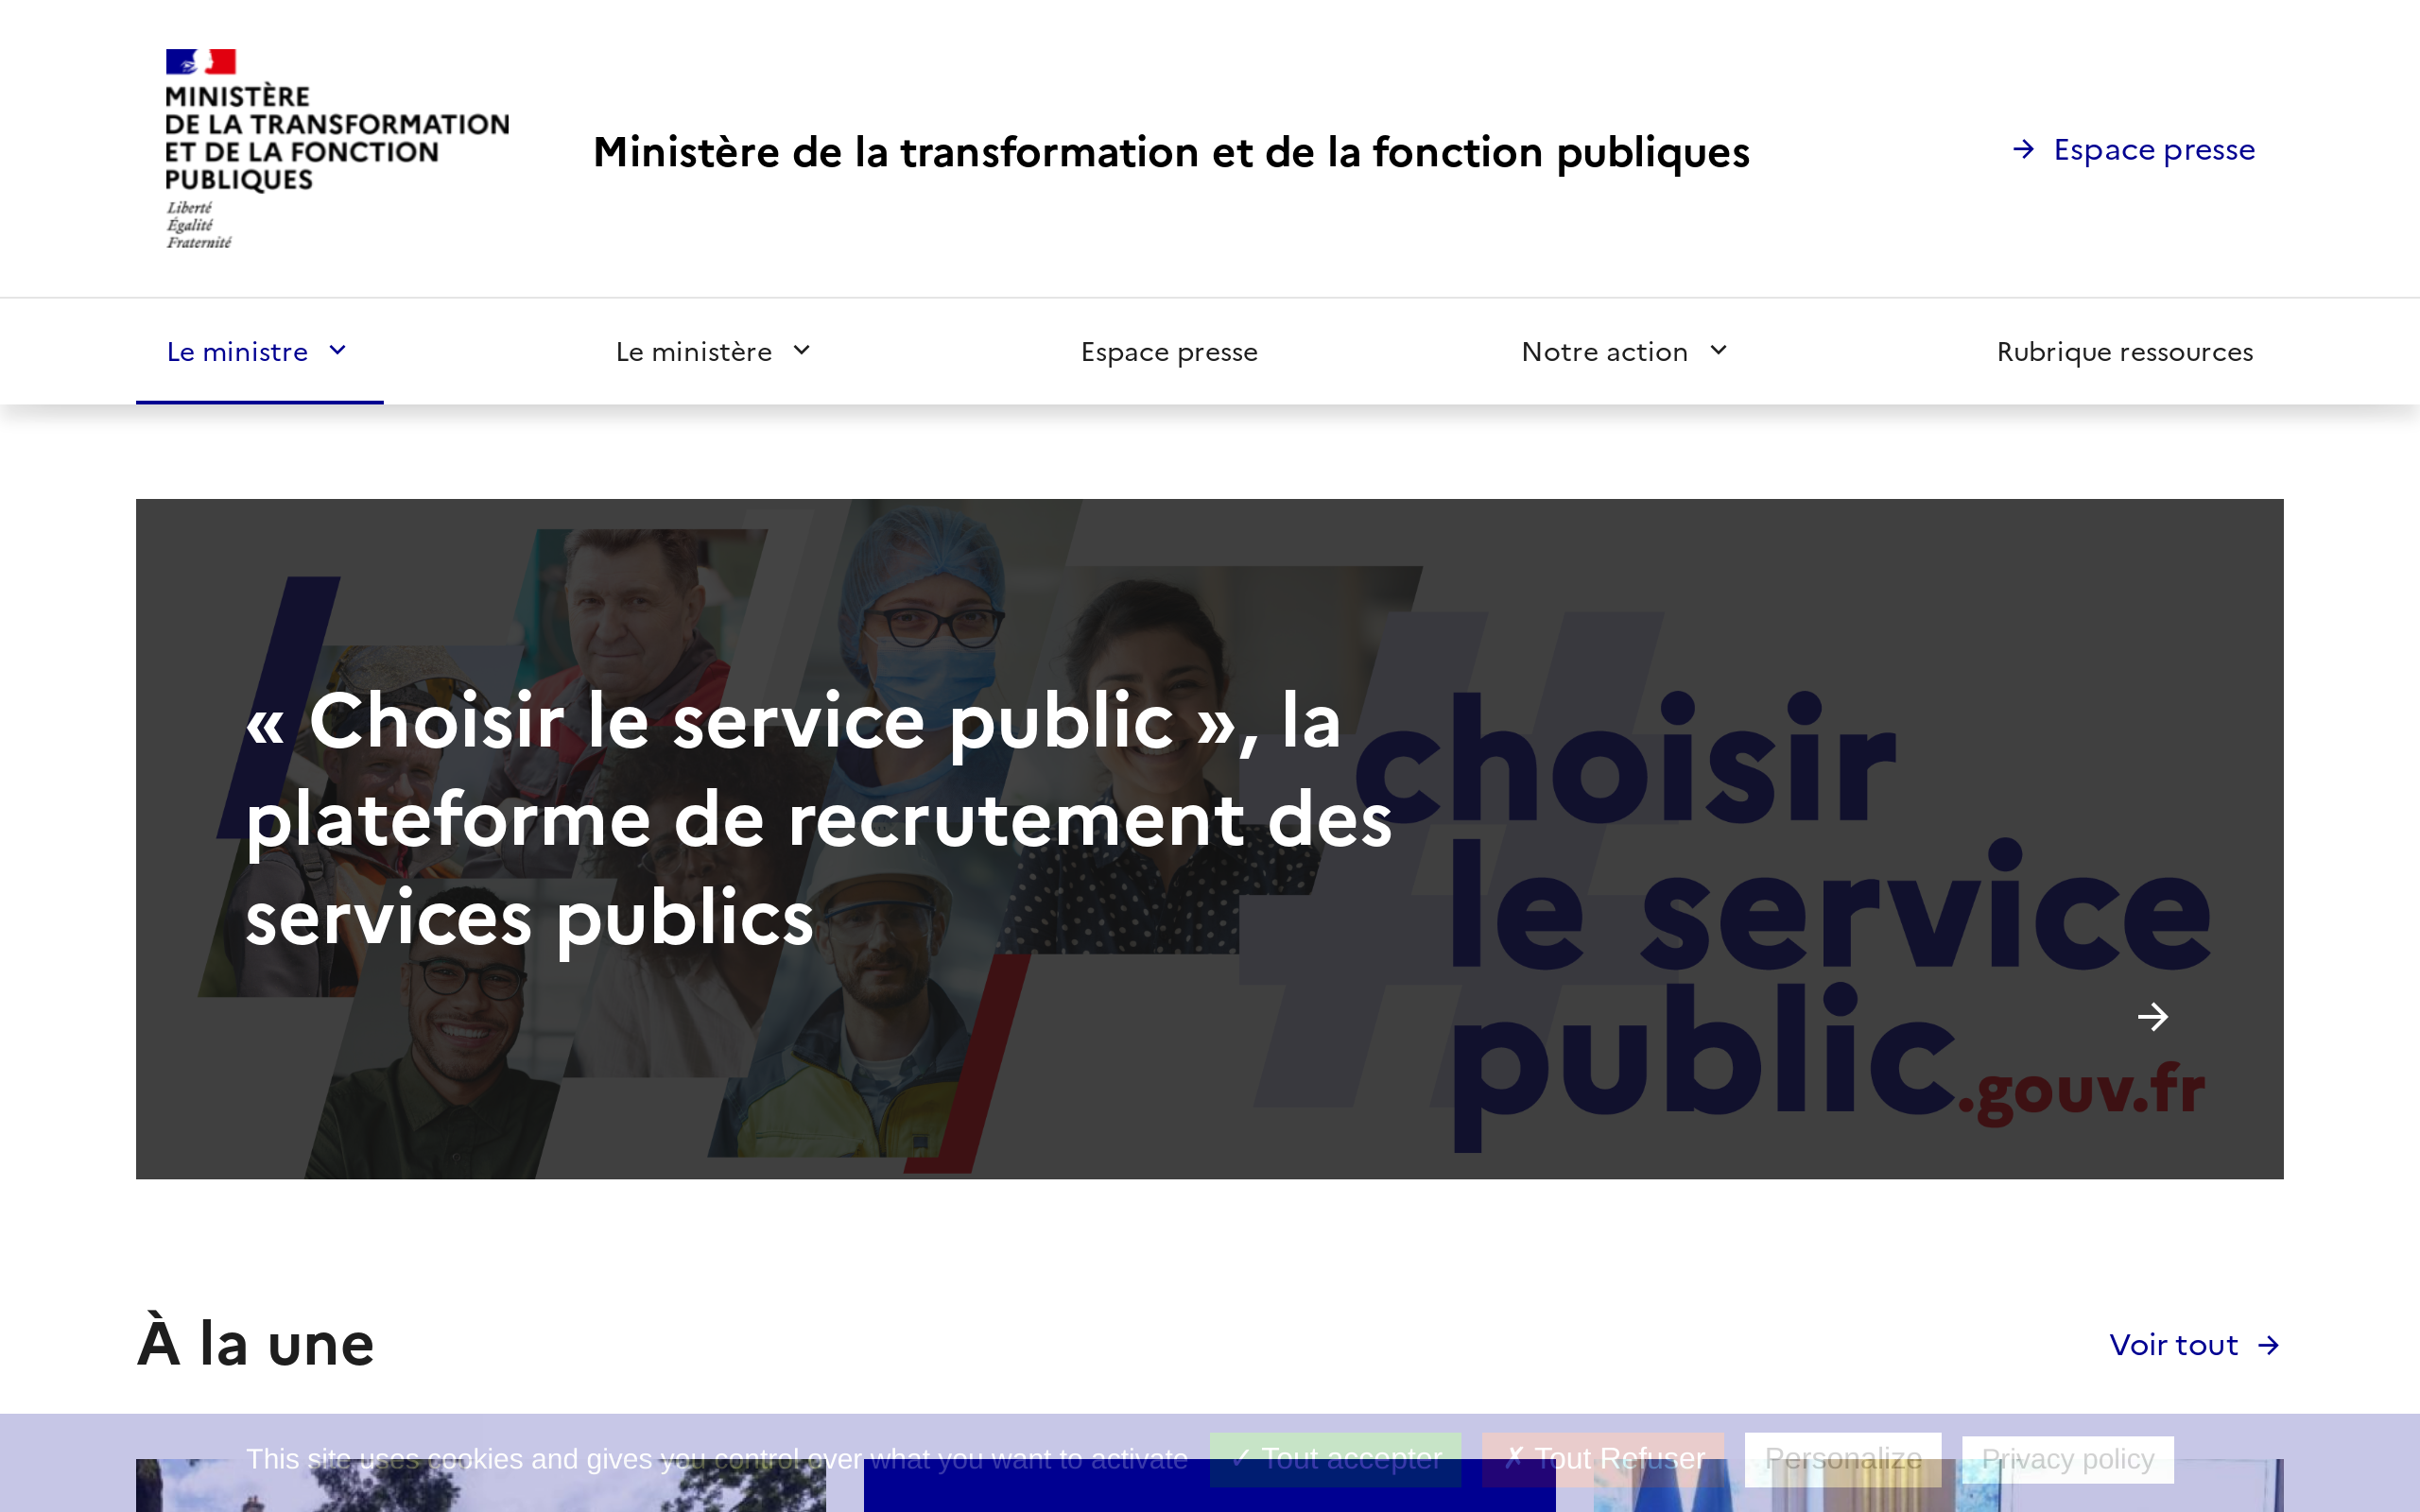 MINISTÈRE
DE LA TRANSFORMATION
ET DE LA FONCTION
PUBLIQUES
Liberté
Égalité
Fraternité
Ministère de la transformation et de la fonction publiques
Espace presse
Le ministre
Le ministère
Espace presse
Notre action
Rubrique ressources
« Choisir le service public », la
plateforme de recrutement des
services publics
choisir
le service
public.gouv.fr
À la une
Voir tout
This site uses cookies and gives you control over what you want to activate
✓ Tout accepter
✗ Tout Refuser
Personalize
Privacy policy